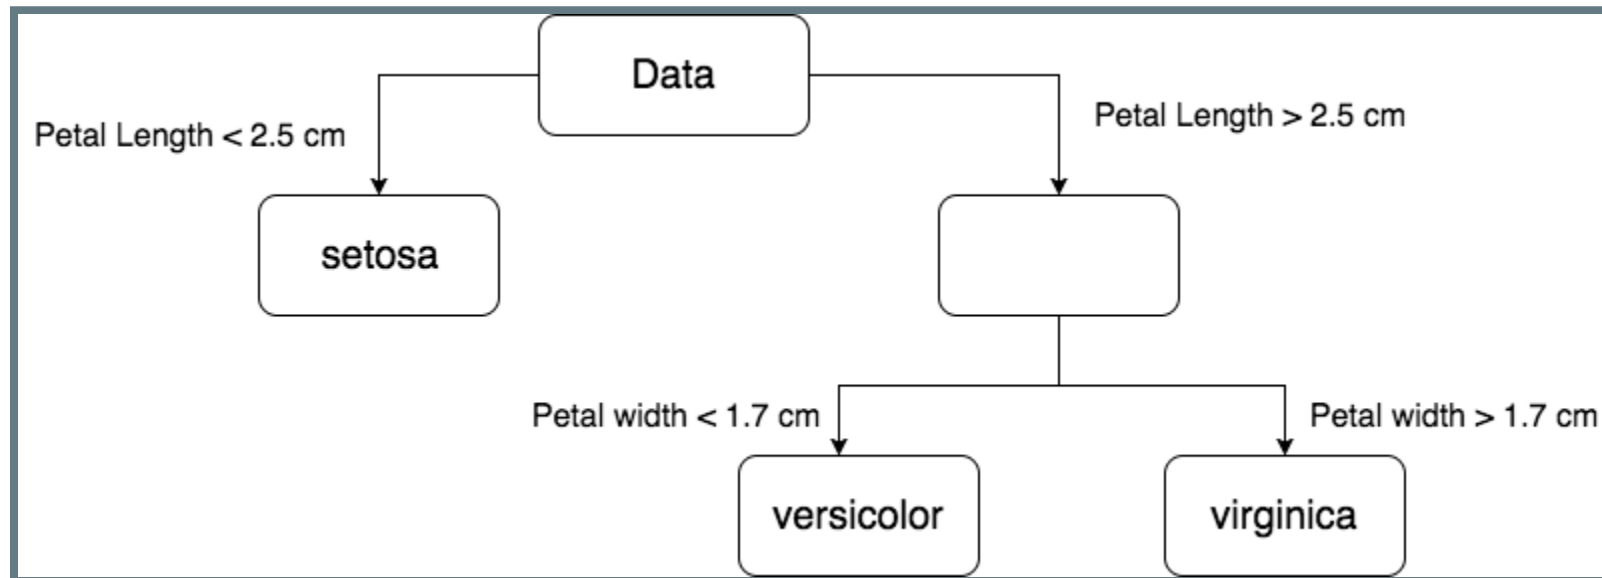 Data
Petal Length < 2.5 cm
Petal Length > 2.5 cm
setosa
Petal width < 1.7 cm
Petal width > 1.7 cm
versicolor
virginica